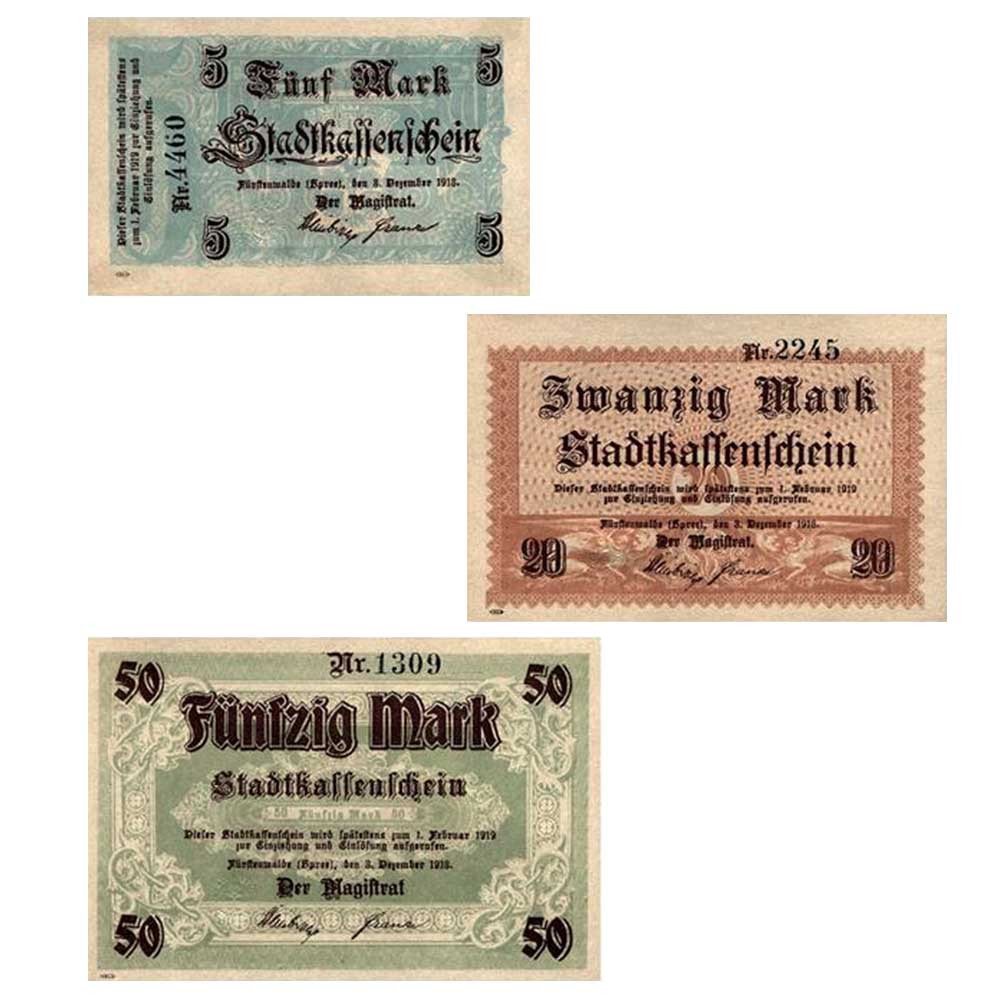 5 5
Fünf Mark
Stadtkassenschein
Fürstenwalde (Spree), den 3. Dezember 1918.
Der Magistrat.
5 5
Dieser Stadtkassenschein wird spätestens
zum 1. Februar 1919 zur Einziehung und
Einlösung aufgerufen.
Nr.4460
Nr.2245
Zwanzig Mark
Stadtkassenschein
20
Dieser Stadtkassenschein wird spätestens zum 1. Februar 1919
zur Einziehung und Einlösung aufgerufen.
Fürstenwalde (Spree), den 3. Dezember 1918.
Der Magistrat.
20 20
Nr.1309
50 50
Fünfzig Mark
Stadtkassenschein
50 Fünfzig Mark 50
Dieser Stadtkassenschein wird spätestens zum 1. Februar 1919
zur Einziehung und Einlösung aufgerufen.
Fürstenwalde (Spree), den 3. Dezember 1918.
Der Magistrat
50 50